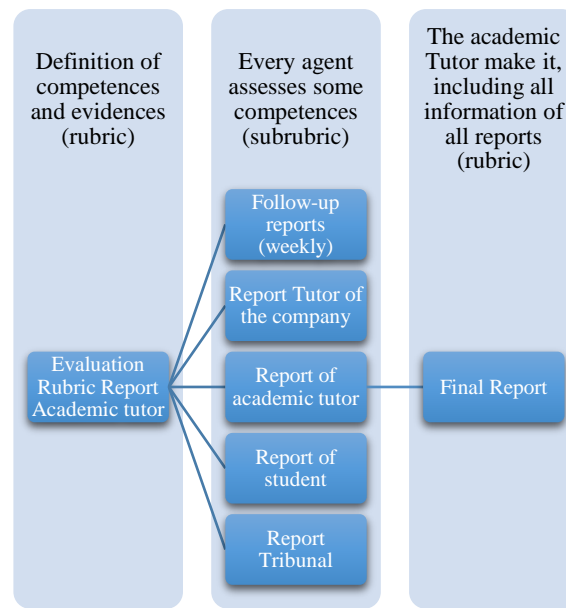 Definition of
competences
and evidences
(rubric)
Every agent
assesses some
competences
(subrubric)
The academic
Tutor make it,
including all
information of
all reports
(rubric)
Follow-up
reports
(weekly)
Report Tutor of
the company
Evaluation
Rubric Report
Academic tutor
Report of
academic tutor
Final Report
Report of
student
Report
Tribunal